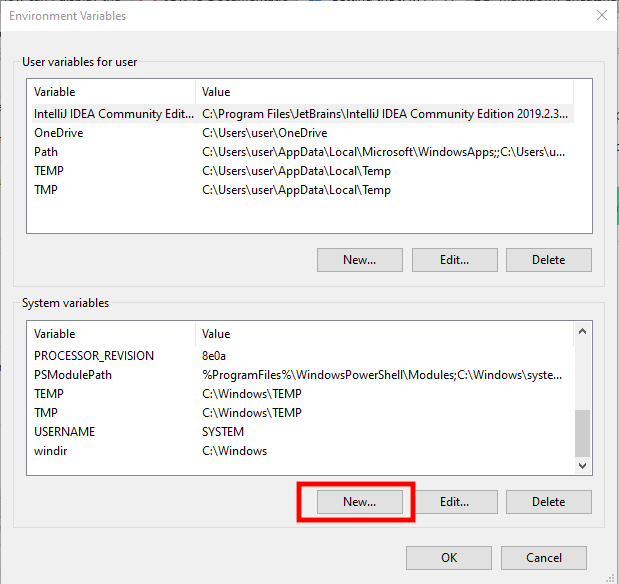 Environment Variables
User variables for user
Variable Value
IntelliJ IDEA Community Edit... C:\Program Files\JetBrains\IntelliJ IDEA Community Edition 2019.2.3...
OneDrive C:\Users\user\OneDrive
Path C:\Users\user\AppData\Local\Microsoft\WindowsApps;;C:\Users\u...
TEMP C:\Users\user\AppData\Local\Temp
TMP C:\Users\user\AppData\Local\Temp
New... Edit... Delete
System variables
Variable Value
PROCESSOR_REVISION 8e0a
PSModulePath %ProgramFiles%\WindowsPowerShell\Modules;C:\Windows\syste...
TEMP C:\Windows\TEMP
TMP C:\Windows\TEMP
USERNAME SYSTEM
windir C:\Windows
New... Edit... Delete
OK Cancel